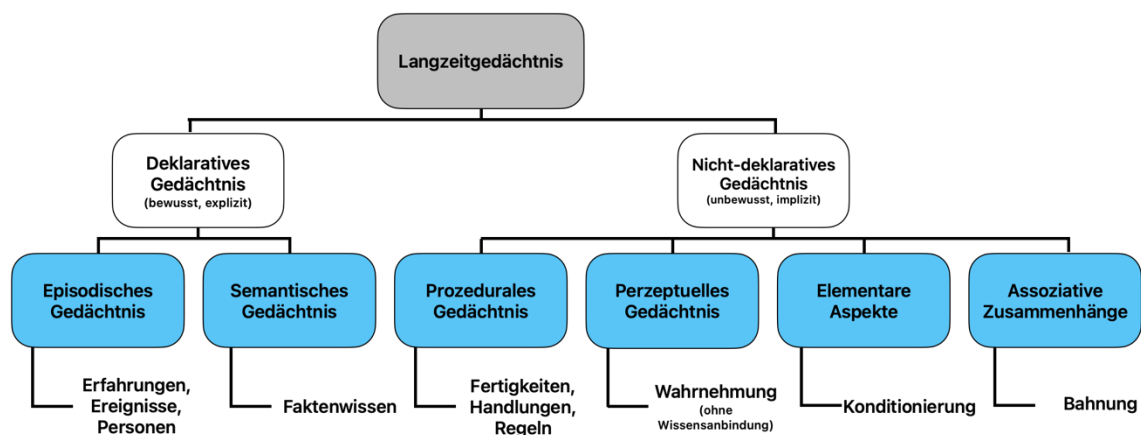 Langzeitgedächtnis
Deklaratives
Gedächtnis
(bewusst, explizit)
Nicht-deklaratives
Gedächtnis
(unbewusst, implizit)
Episodisches
Gedächtnis
Semantisches
Gedächtnis
Prozedurales
Gedächtnis
Perzeptuelles
Gedächtnis
Elementare
Aspekte
Assoziative
Zusammenhänge
Erfahrungen,
Ereignisse,
Personen
Faktenwissen
Fertigkeiten,
Handlungen,
Regeln
Wahrnehmung
(ohne
Wissensanbindung)
Konditionierung
Bahnung